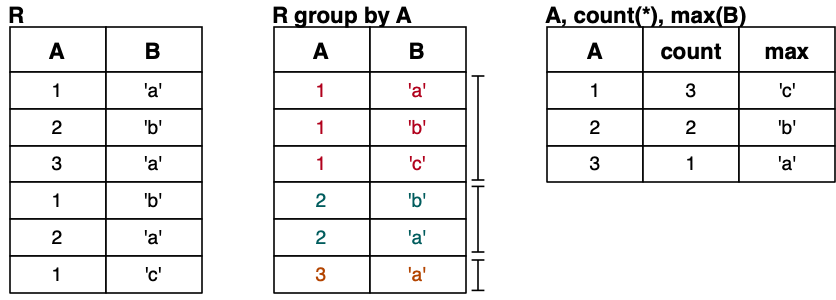 R
A B
1 'a'
2 'b'
3 'a'
1 'b'
2 'a'
1 'c'
R group by A
A B
1 'a'
1 'b'
1 'c'
2 'b'
2 'a'
3 'a'
A, count(*), max(B)
A count max
1 3 'c'
2 2 'b'
3 1 'a'